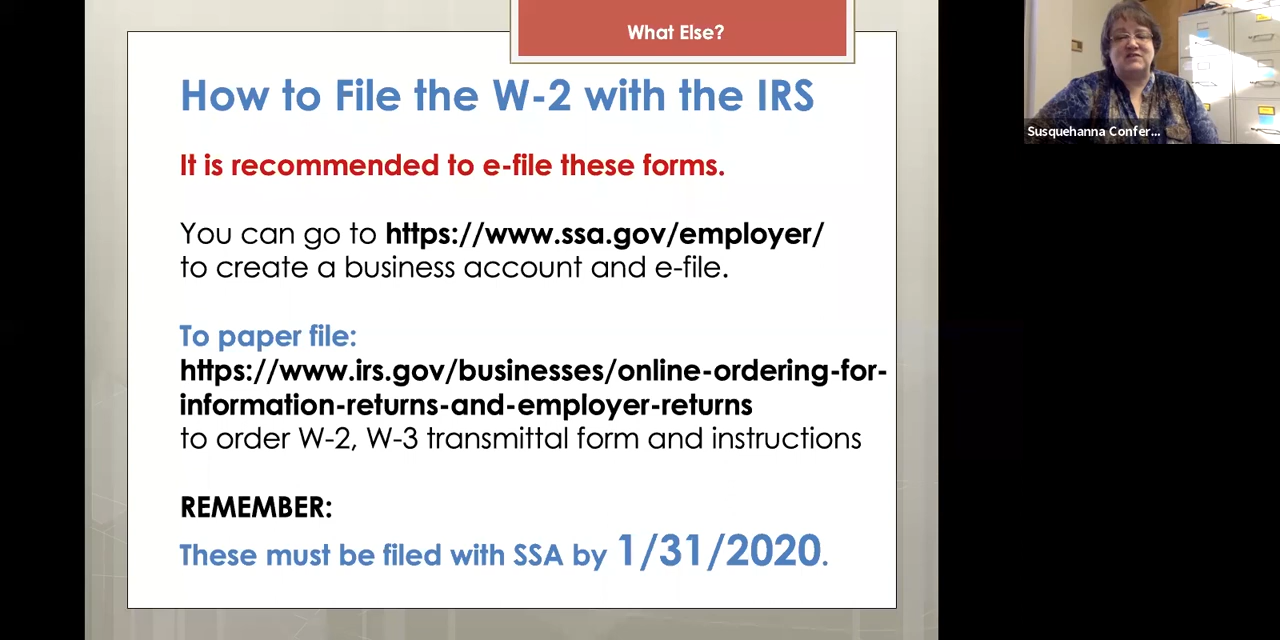 What Else?
How to File the W-2 with the IRS
It is recommended to e-file these forms.
You can go to https://www.ssa.gov/employer/
to create a business account and e-file.
To paper file:
https://www.irs.gov/businesses/online-ordering-for-
information-returns-and-employer-returns
to order W-2, W-3 transmittal form and instructions
REMEMBER:
These must be filed with SSA by 1/31/2020.
Susquehanna Confer...